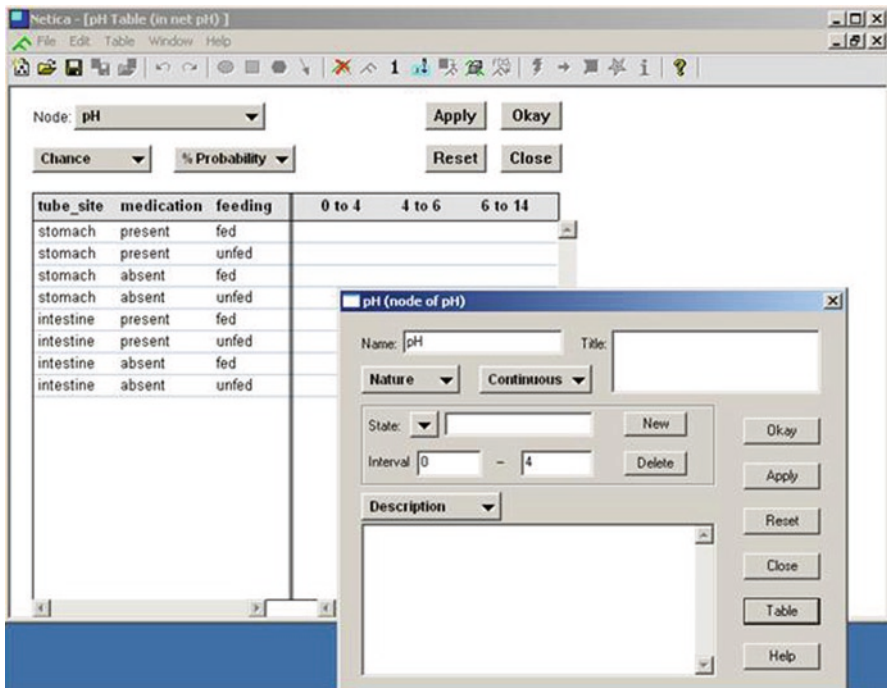 Netica - [pH Table (in net pH) ]
File Edit Table Window Help
1
Node: pH
Apply Okay
Chance % Probability
Reset Close
tube_site medication feeding 0 to 4 4 to 6 6 to 14
stomach present fed
stomach present unfed
stomach absent fed
stomach absent unfed
intestine present fed
intestine present unfed
intestine absent fed
intestine absent unfed
pH (node of pH)
Name: pH Title:
Nature Continuous
State: New
Okay
Interval 0 - 4 Delete
Apply
Description
Reset
Close
Table
Help